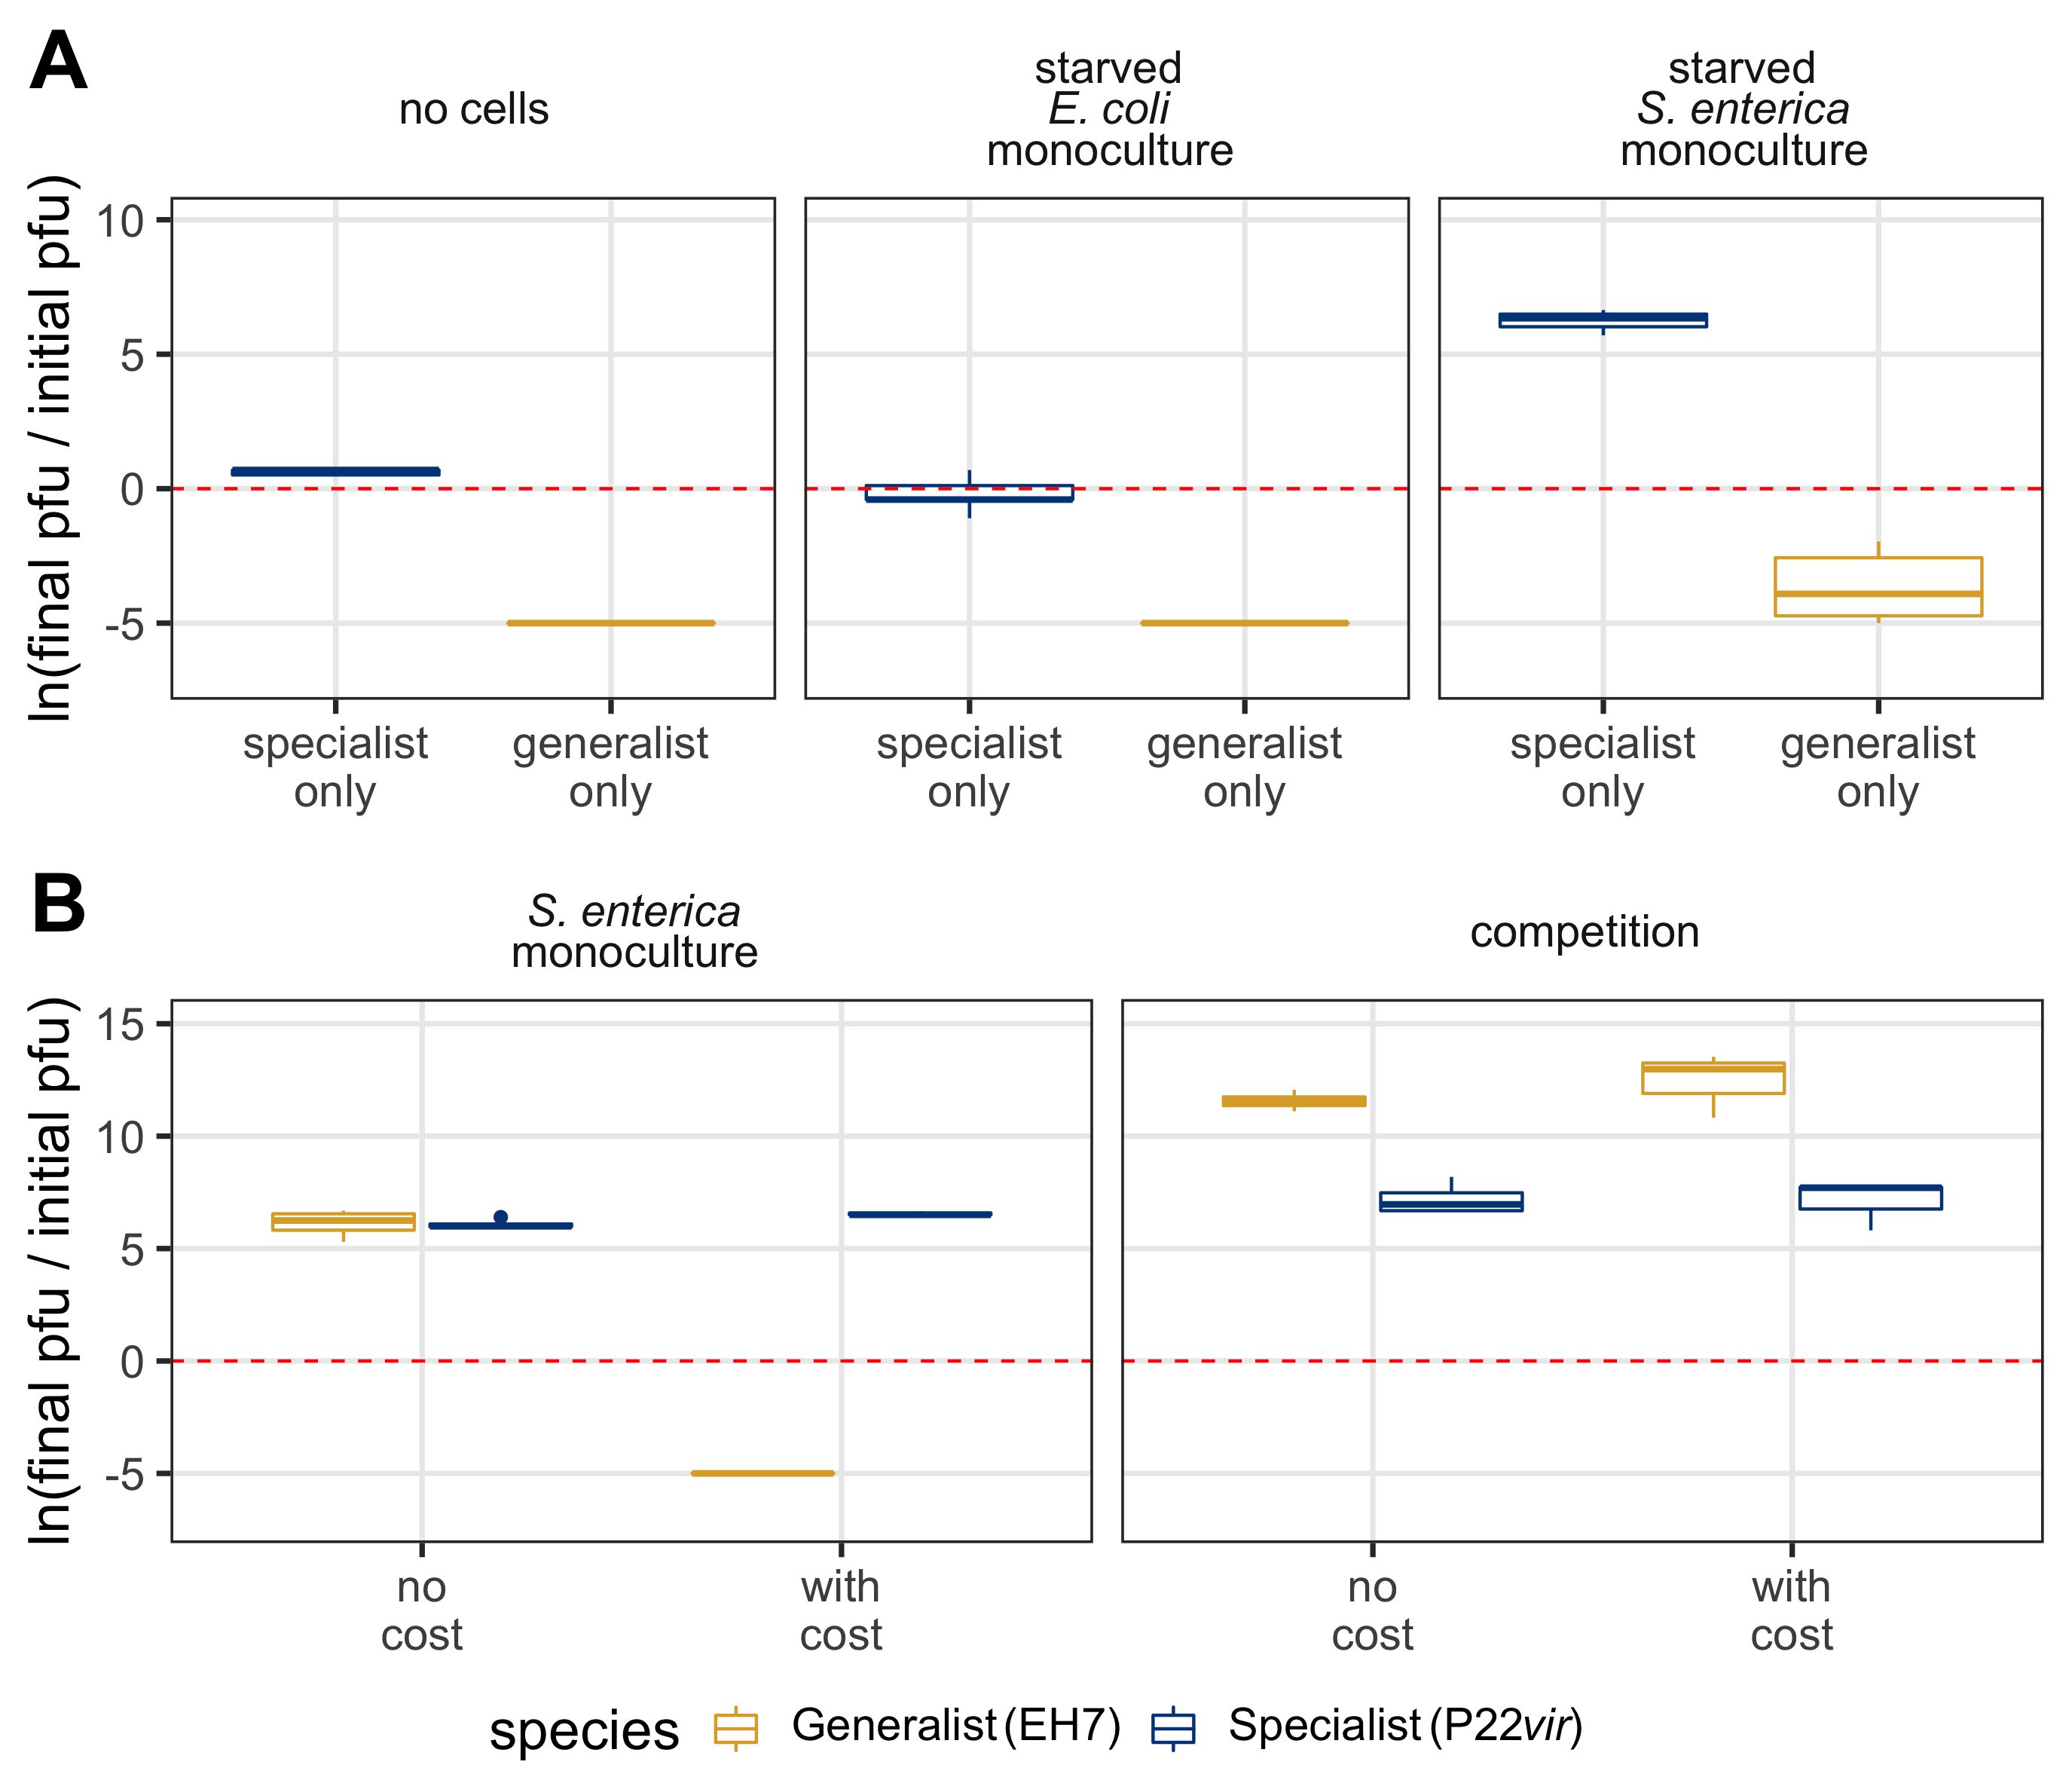 A
no cells
starved
E. coli
monoculture
starved
S. enterica
monoculture
ln(final pfu / initial pfu)
10
5
0
-5
specialist
only
generalist
only
specialist
only
generalist
only
specialist
only
generalist
only
B
S. enterica
monoculture
competition
ln(final pfu / initial pfu)
15
10
5
0
-5
no
cost
with
cost
no
cost
with
cost
species
Generalist (EH7)
Specialist (P22vir)